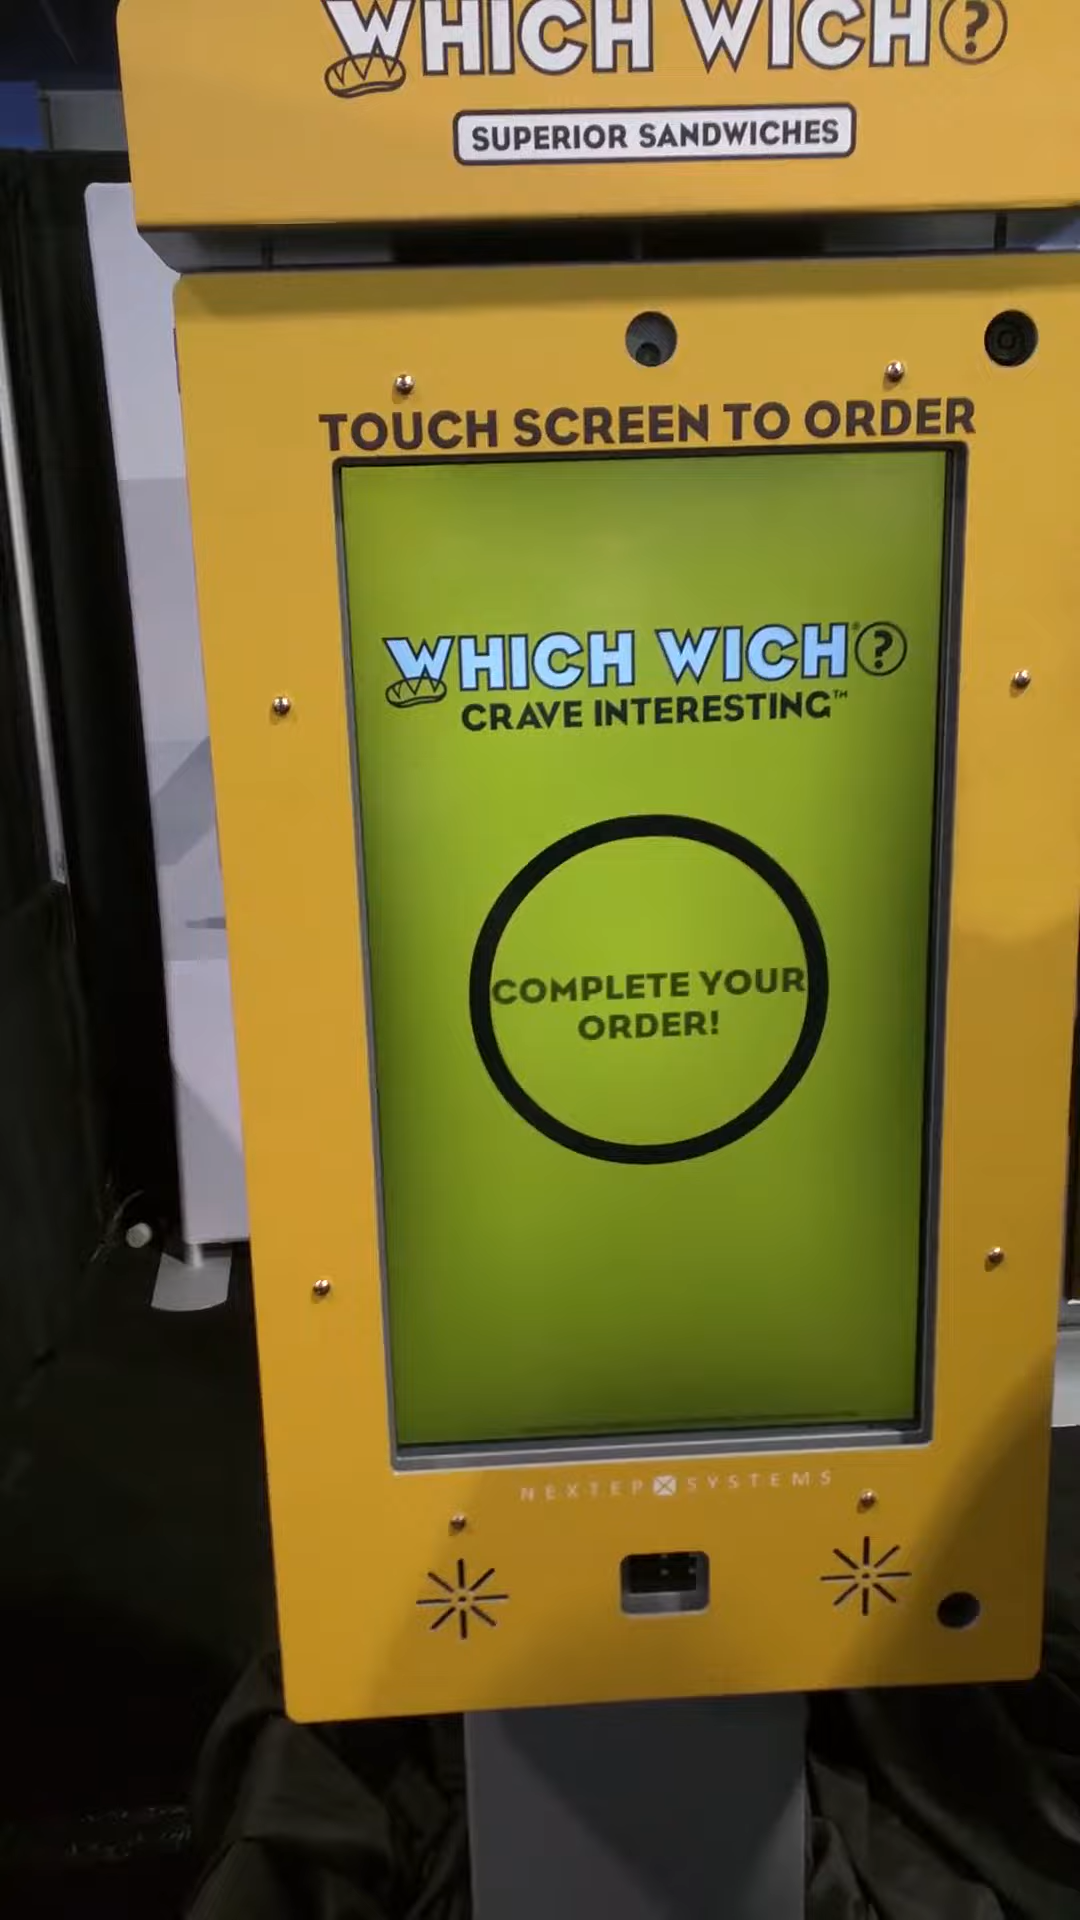 WHICH WICH?
SUPERIOR SANDWICHES
TOUCH SCREEN TO ORDER
WHICH WICH®?
CRAVE INTERESTING™
COMPLETE YOUR
ORDER!
NEXTEP SYSTEMS